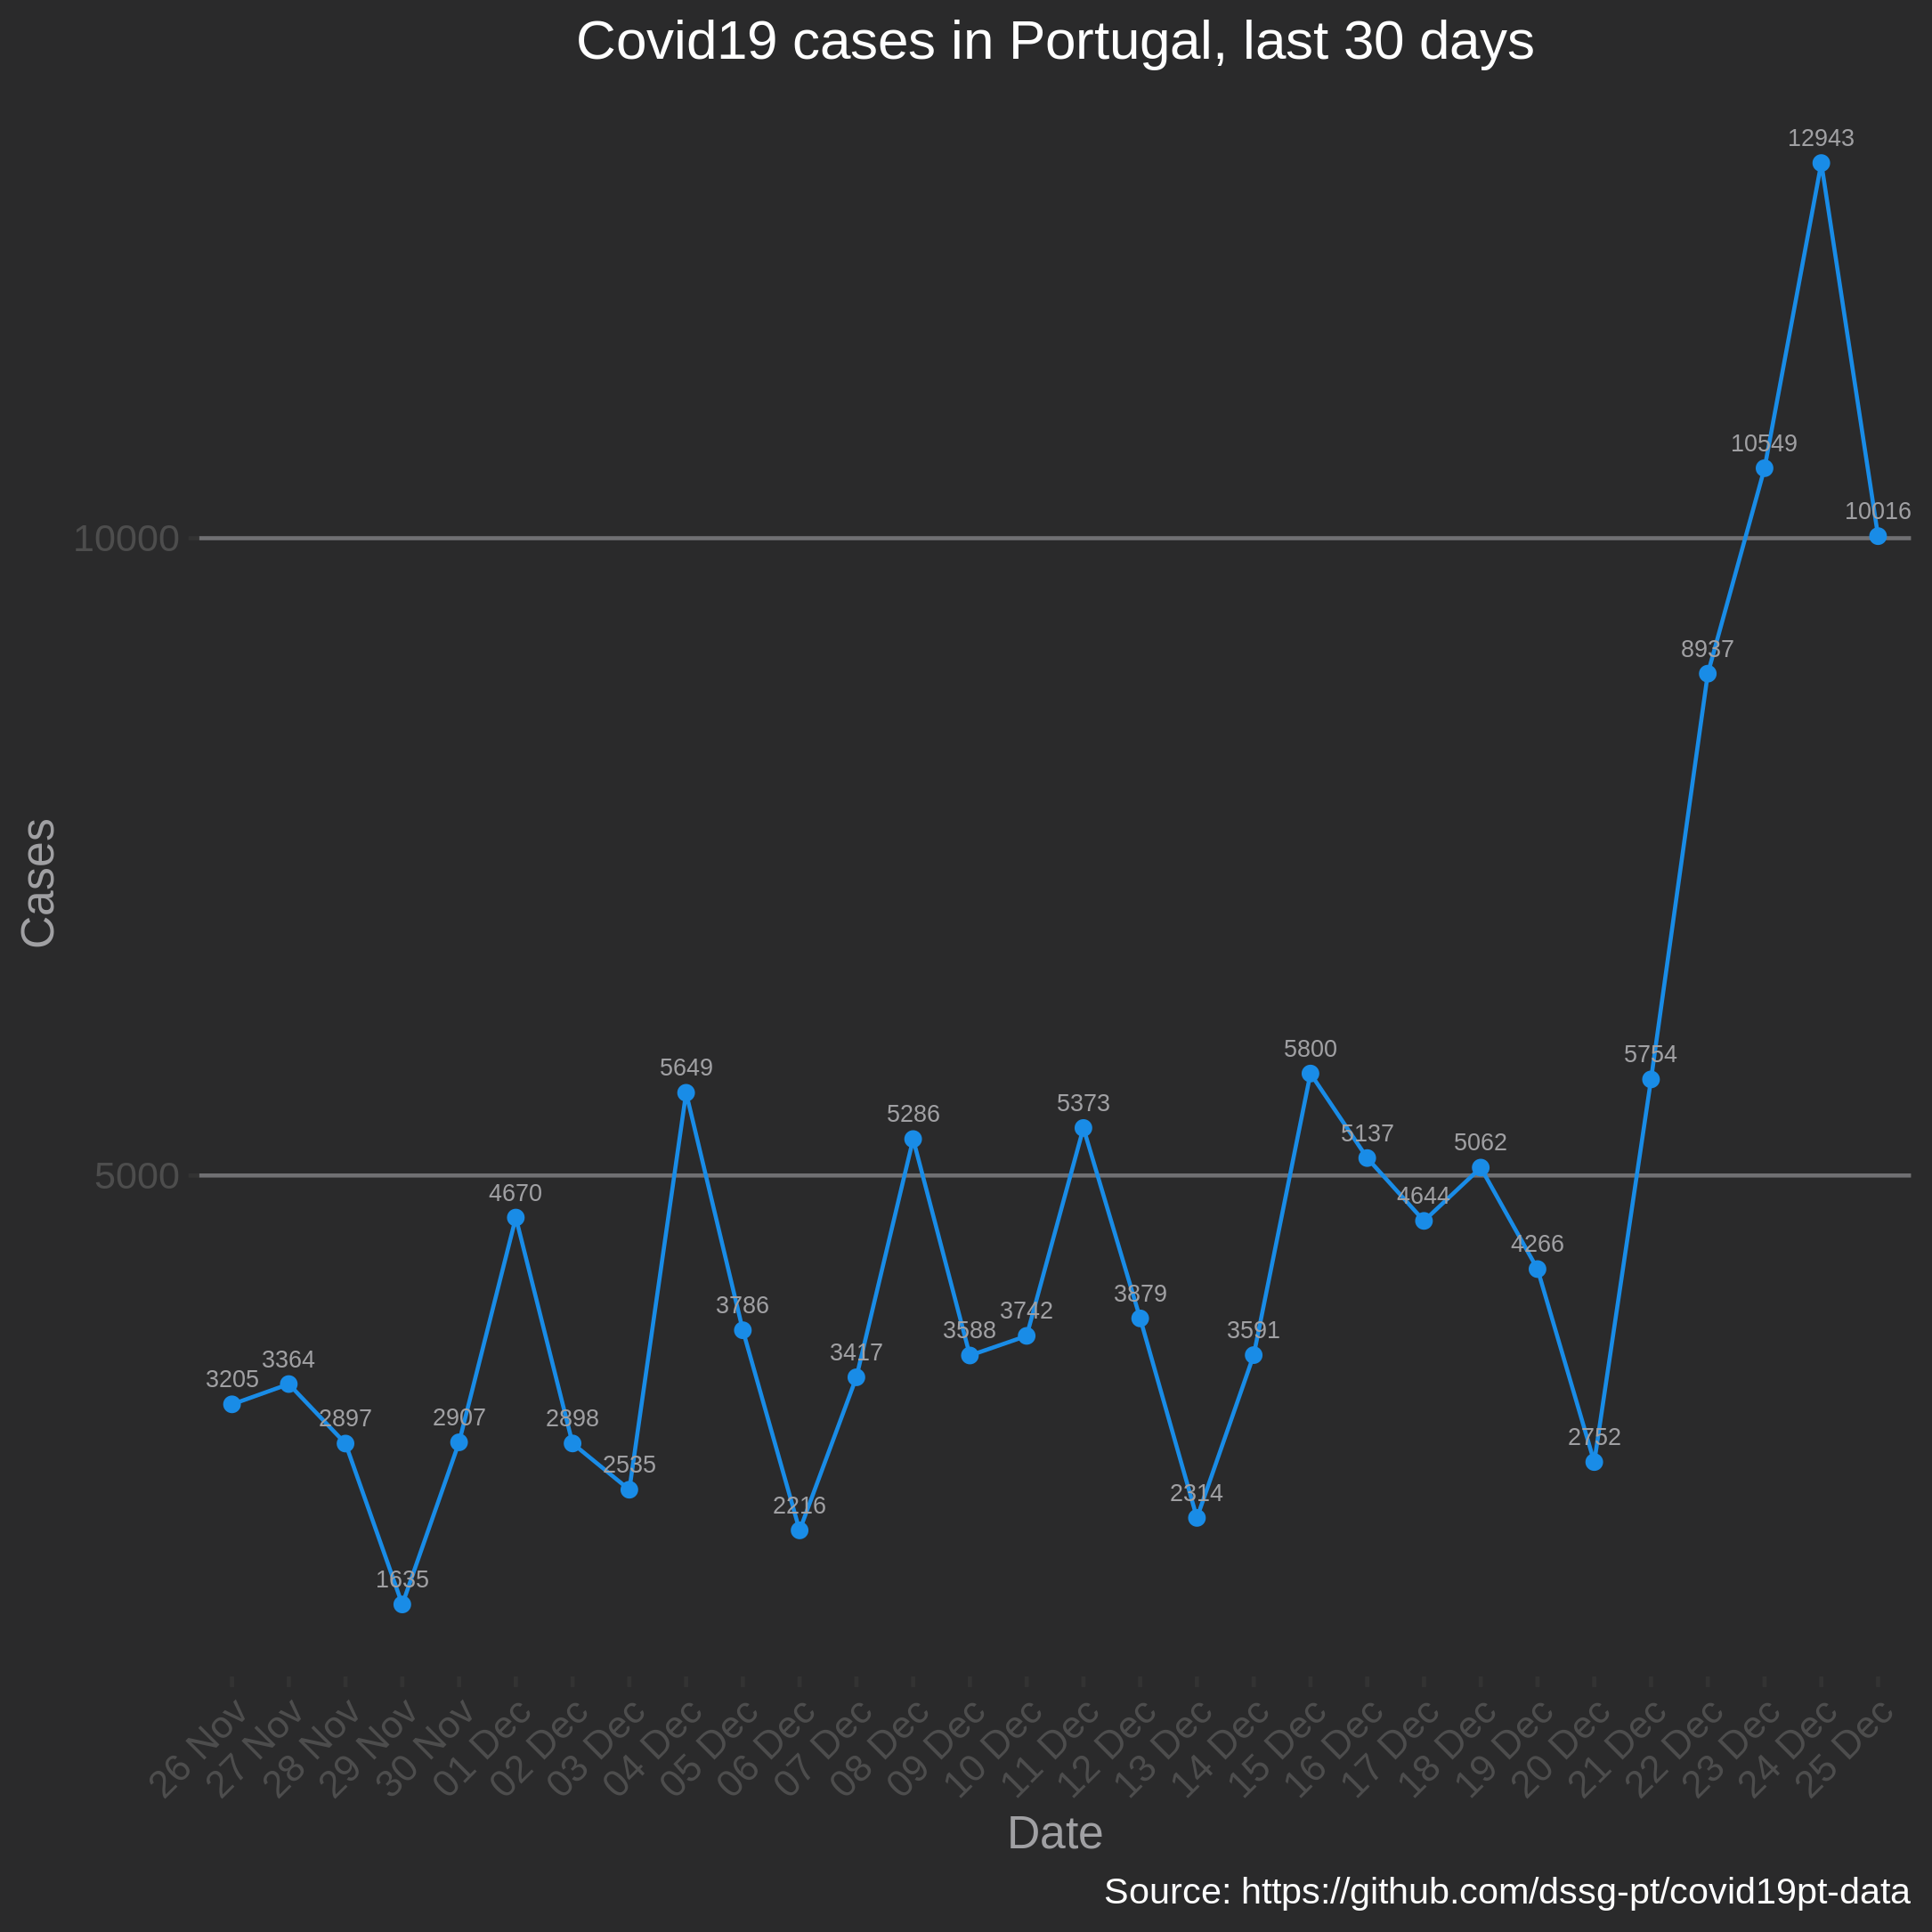 Covid19 cases in Portugal, last 30 days
12943
10549
10016
10000
8937
Cases
5800
5754
5649
5373
5286
5137
5062
5000
4670
4644
4266
3879
3786
3742
3588
3591
3417
3364
3205
2897
2907
2898
2752
2535
2314
2216
1635
26 Nov
27 Nov
28 Nov
29 Nov
30 Nov
01 Dec
02 Dec
03 Dec
04 Dec
05 Dec
06 Dec
07 Dec
08 Dec
09 Dec
10 Dec
11 Dec
12 Dec
13 Dec
14 Dec
15 Dec
16 Dec
17 Dec
18 Dec
19 Dec
20 Dec
21 Dec
22 Dec
23 Dec
24 Dec
25 Dec
Date
Source: https://github.com/dssg-pt/covid19pt-data